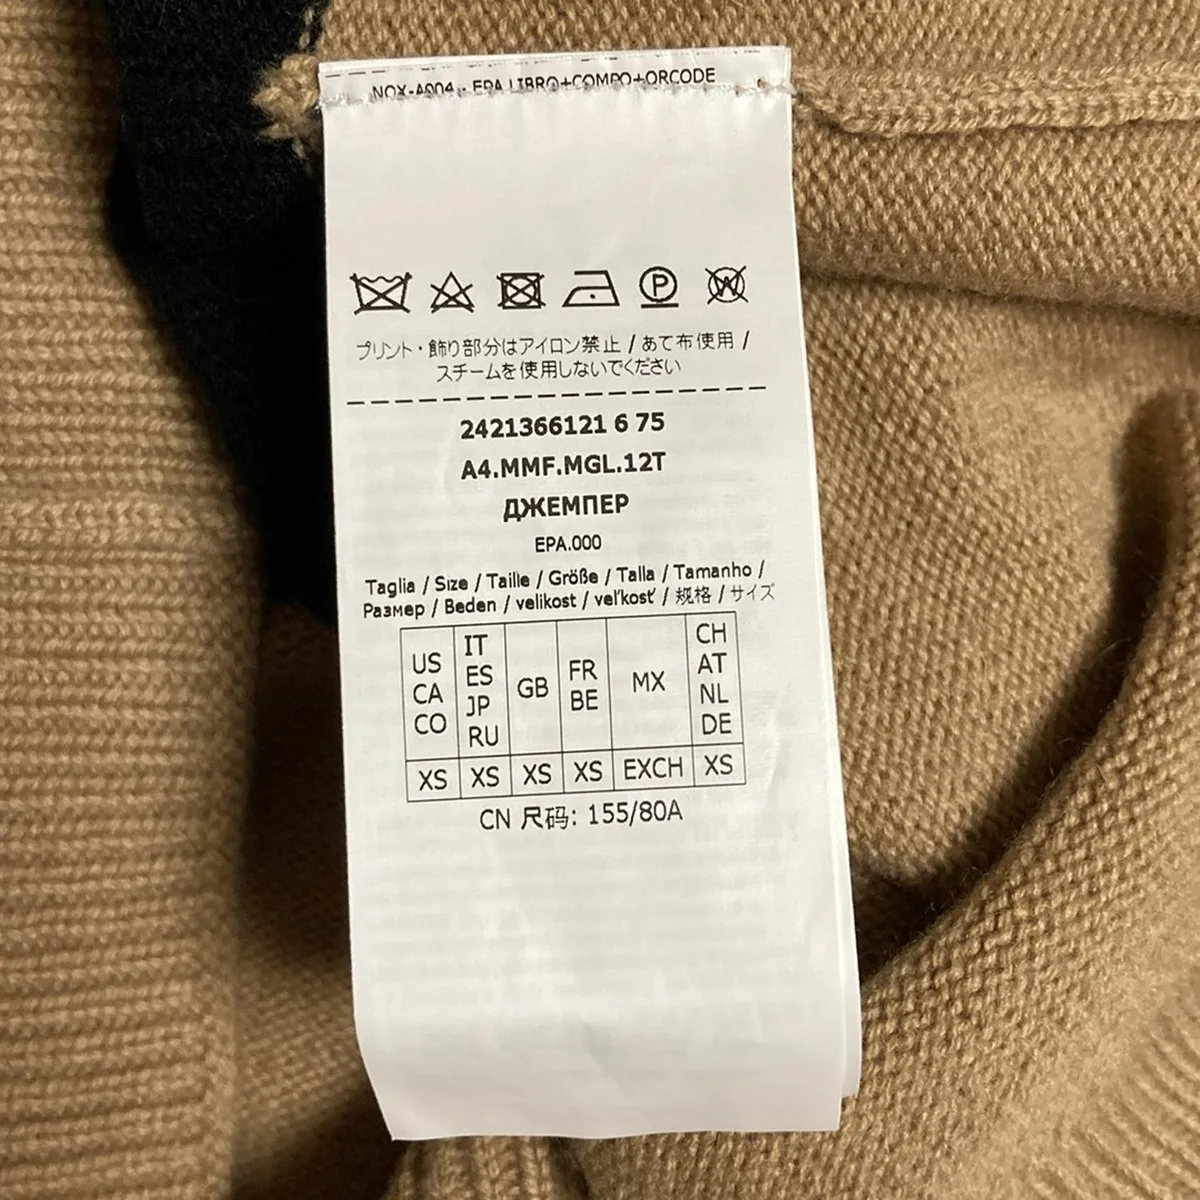 NOX-A004 - EPA LIBRO+COMPO+QRCODE
P W
プリント・飾り部分はアイロン禁止 / あて布使用 /
スチームを使用しないでください
2421366121 6 75
A4.MMF.MGL.12T
ДЖЕМПЕР
EPA.000
Taglia / Size / Taille / Größe / Talla / Tamanho /
Размер / Beden / velikost / veľkosť / 规格 / サイズ
US CA CO
IT ES JP RU
GB
FR BE
MX
CH AT NL DE
XS XS XS XS EXCH XS
CN 尺码: 155/80A